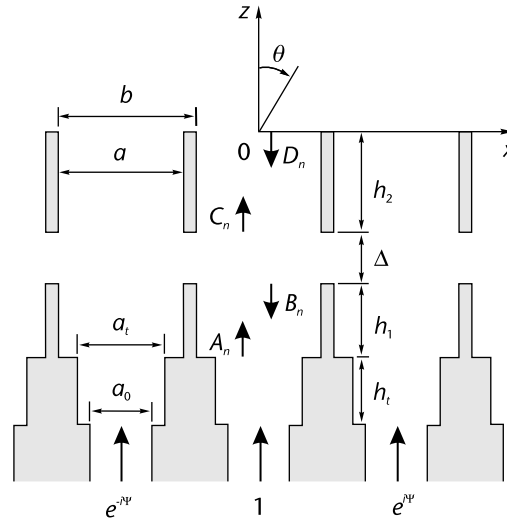 z
θ
b
a
0
x
D_n
C_n
h_2
Δ
B_n
h_1
a_t
A_n
a_0
h_t
e^{-iΨ}
1
e^{iΨ}